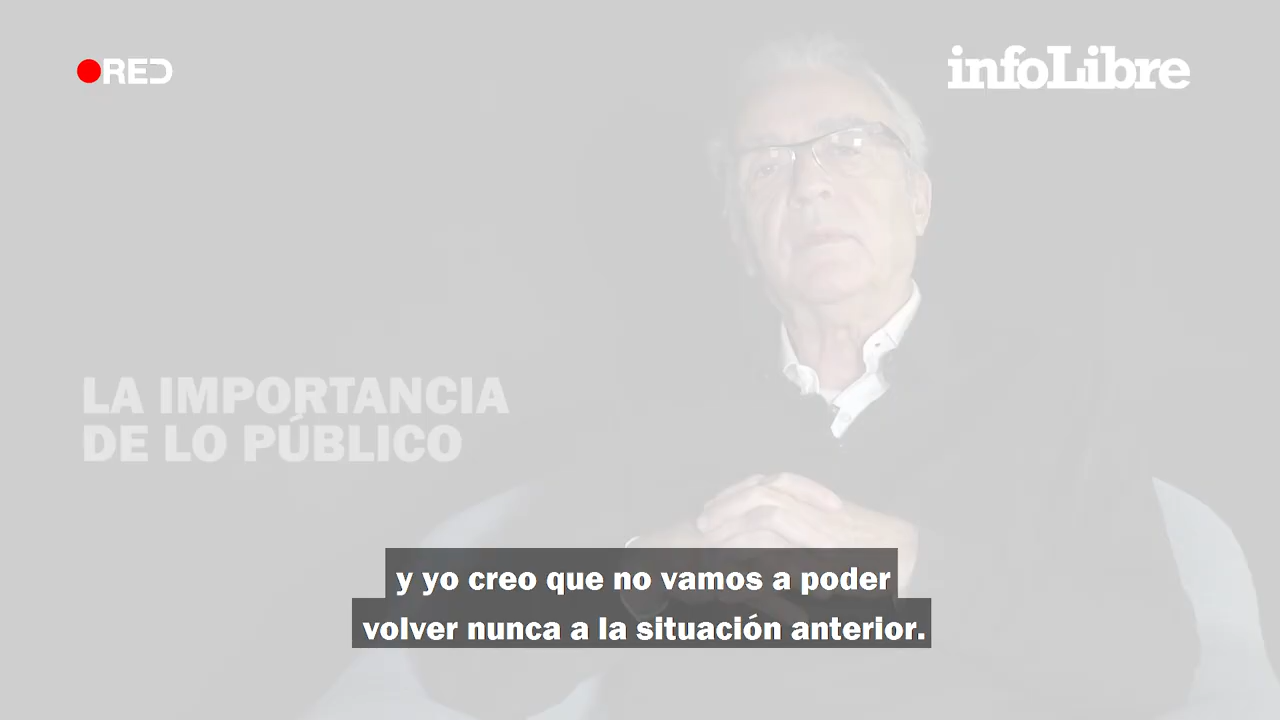 RED
infoLibre
LA IMPORTANCIA
DE LO PÚBLICO
y yo creo que no vamos a poder
volver nunca a la situación anterior.